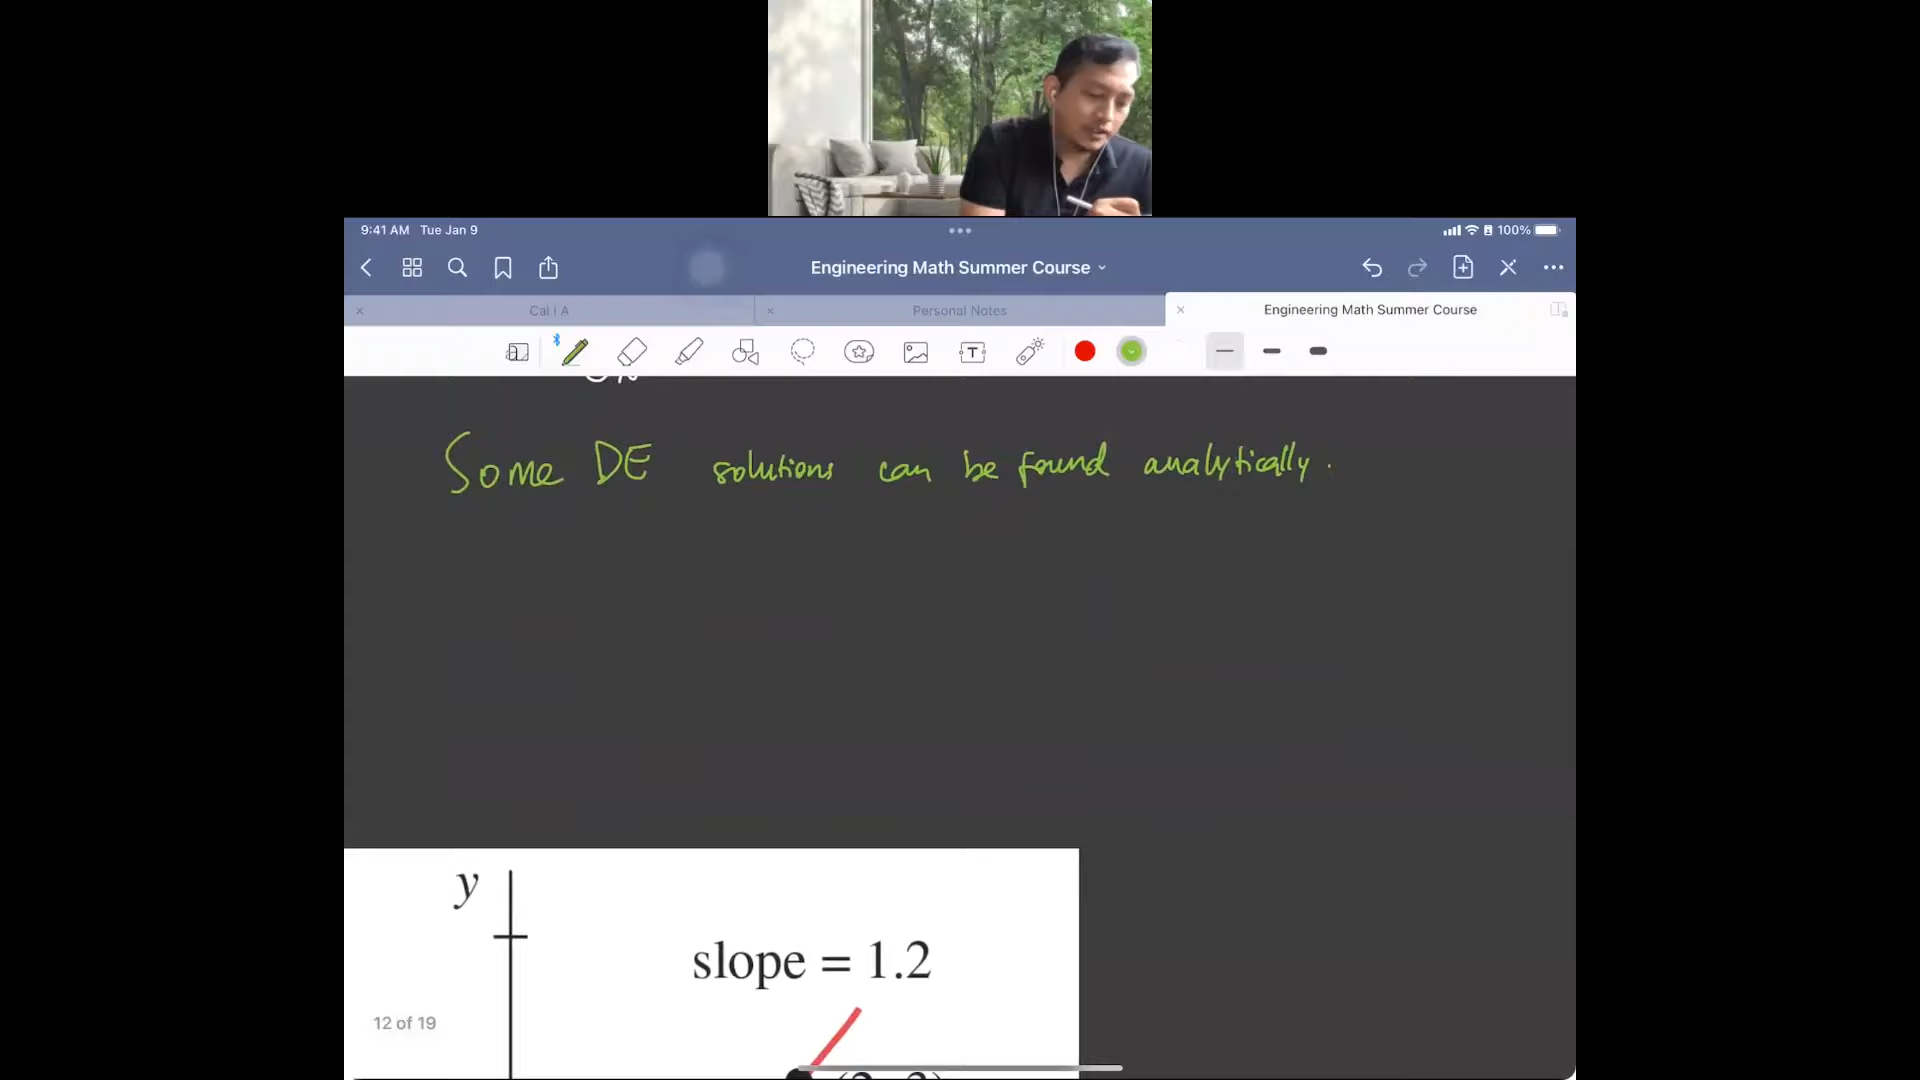 9:41 AM Tue Jan 9
100%
Engineering Math Summer Course
Cal I A
Personal Notes
Engineering Math Summer Course
Some DE solutions can be found analytically.
y
slope = 1.2
12 of 19